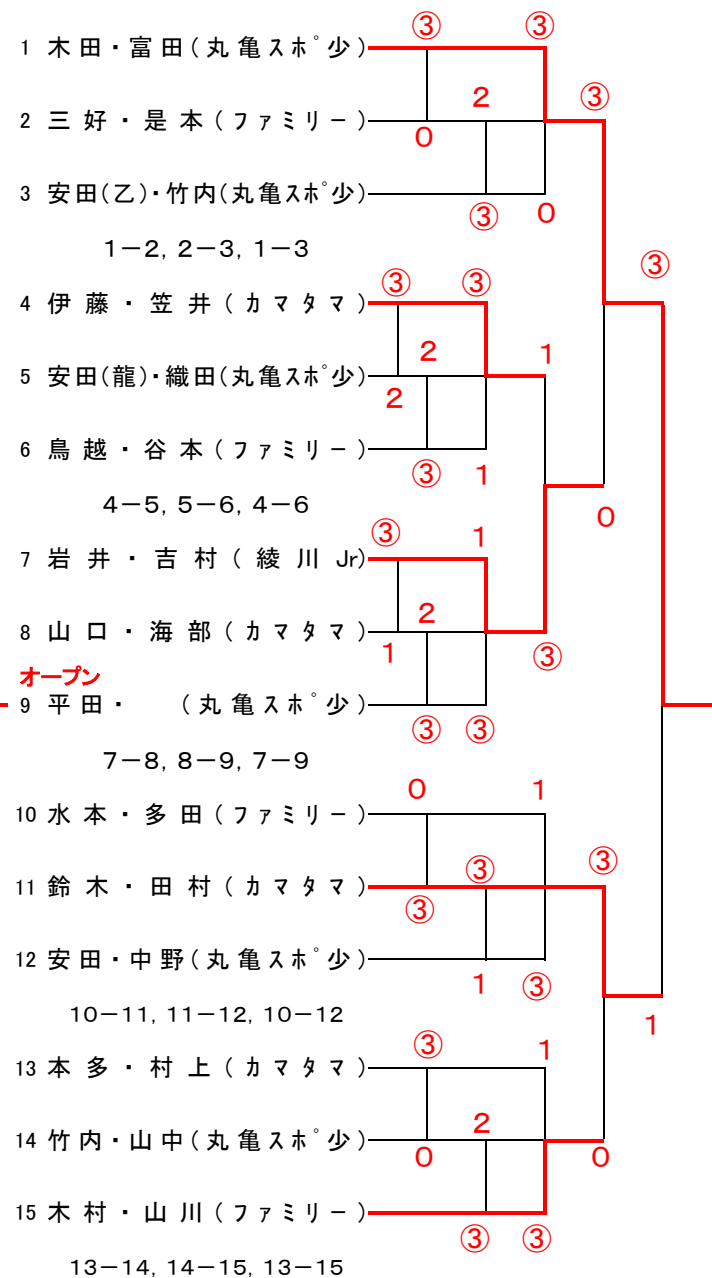 ③ ③
1 木田・富田(丸亀スポ少)
2 ③
2 三好・是本(ファミリー)
0
3 安田(乙)・竹内(丸亀スポ少)
③ 0
1－2, 2－3, 1－3
③
③ ③
4 伊藤・笠井(カマタマ)
2 1
5 安田(龍)・織田(丸亀スポ少)
2
6 鳥越・谷本(ファミリー)
③ 1
4－5, 5－6, 4－6
0
③ 1
7 岩井・吉村(綾川Jr)
2
8 山口・海部(カマタマ)
1 ③
オープン
9 平田・　(丸亀スポ少)
③ ③
7－8, 8－9, 7－9
0 1
10 水本・多田(ファミリー)
③ ③
11 鈴木・田村(カマタマ)
③
12 安田・中野(丸亀スポ少)
1 ③
10－11, 11－12, 10－12
1
③ 1
13 本多・村上(カマタマ)
2
14 竹内・山中(丸亀スポ少)
0 0
15 木村・山川(ファミリー)
③ ③
13－14, 14－15, 13－15